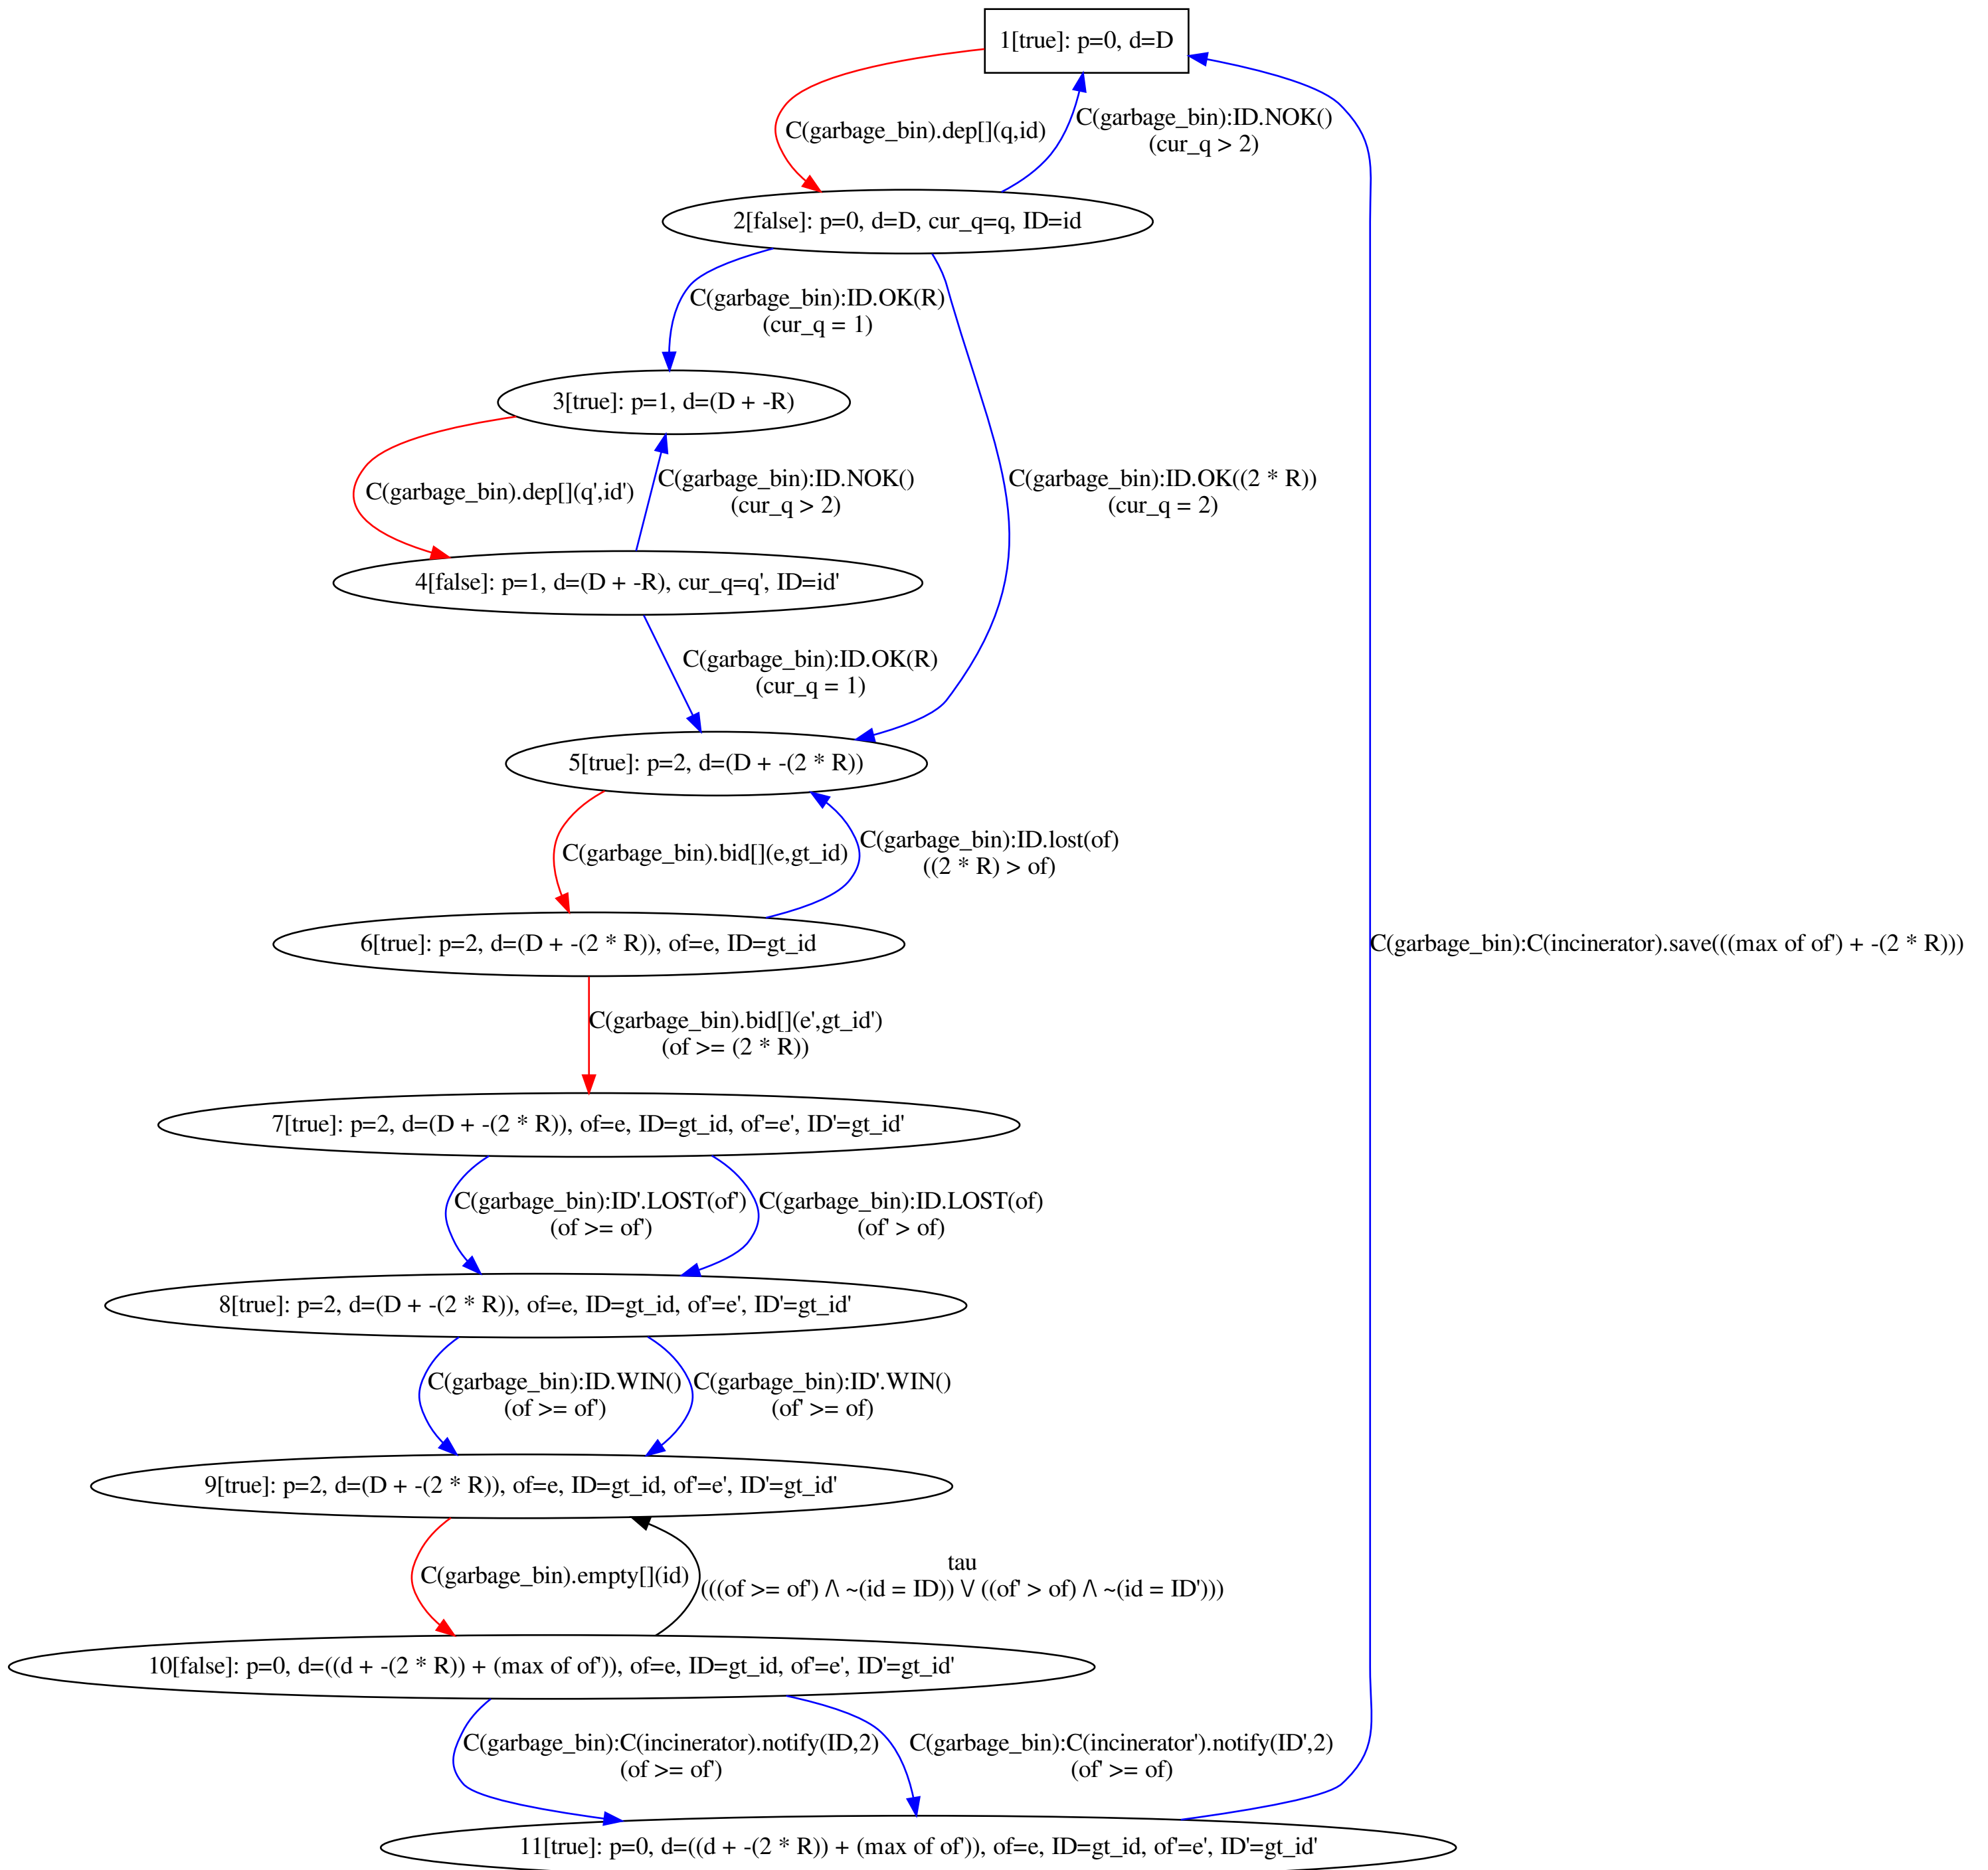 1[true]: p=0, d=D
C(garbage_bin).dep[](q,id)
C(garbage_bin):ID.NOK()
(cur_q > 2)
2[false]: p=0, d=D, cur_q=q, ID=id
C(garbage_bin):ID.OK(R)
(cur_q = 1)
3[true]: p=1, d=(D + -R)
C(garbage_bin).dep[](q',id')
C(garbage_bin):ID.NOK()
(cur_q > 2)
C(garbage_bin):ID.OK((2 * R))
(cur_q = 2)
4[false]: p=1, d=(D + -R), cur_q=q', ID=id'
C(garbage_bin):ID.OK(R)
(cur_q = 1)
5[true]: p=2, d=(D + -(2 * R))
C(garbage_bin).bid[](e,gt_id)
C(garbage_bin):ID.lost(of)
((2 * R) > of)
6[true]: p=2, d=(D + -(2 * R)), of=e, ID=gt_id
C(garbage_bin):C(incinerator).save(((max of of') + -(2 * R)))
C(garbage_bin).bid[](e',gt_id')
(of >= (2 * R))
7[true]: p=2, d=(D + -(2 * R)), of=e, ID=gt_id, of'=e', ID'=gt_id'
C(garbage_bin):ID'.LOST(of')
(of >= of')
C(garbage_bin):ID.LOST(of)
(of' > of)
8[true]: p=2, d=(D + -(2 * R)), of=e, ID=gt_id, of'=e', ID'=gt_id'
C(garbage_bin):ID.WIN()
(of >= of')
C(garbage_bin):ID'.WIN()
(of' >= of)
9[true]: p=2, d=(D + -(2 * R)), of=e, ID=gt_id, of'=e', ID'=gt_id'
C(garbage_bin).empty[](id)
tau
(((of >= of') /\ ~(id = ID)) \/ ((of' > of) /\ ~(id = ID')))
10[false]: p=0, d=((d + -(2 * R)) + (max of of')), of=e, ID=gt_id, of'=e', ID'=gt_id'
C(garbage_bin):C(incinerator).notify(ID,2)
(of >= of')
C(garbage_bin):C(incinerator').notify(ID',2)
(of' >= of)
11[true]: p=0, d=((d + -(2 * R)) + (max of of')), of=e, ID=gt_id, of'=e', ID'=gt_id'